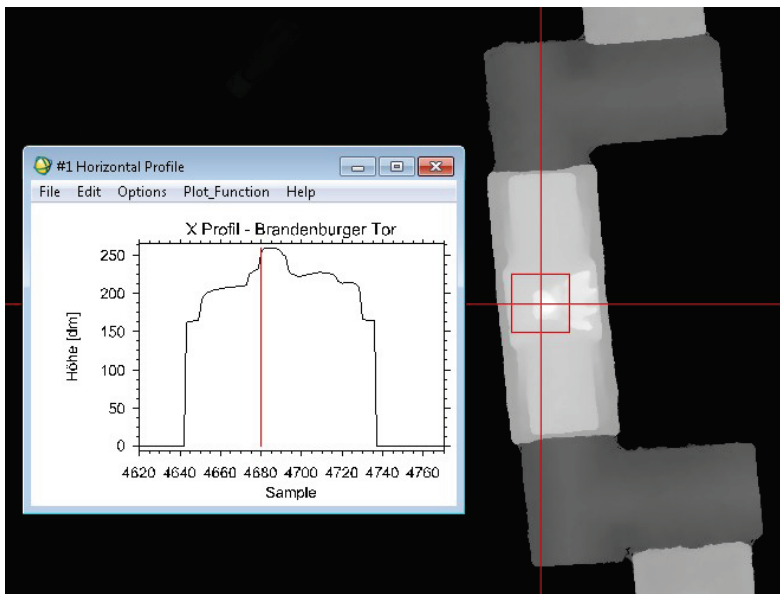 #1 Horizontal Profile
File Edit Options Plot_Function Help
X Profil - Brandenburger Tor
250
200
150
100
50
0
Höhe [dm]
4620 4640 4660 4680 4700 4720 4740 4760
Sample